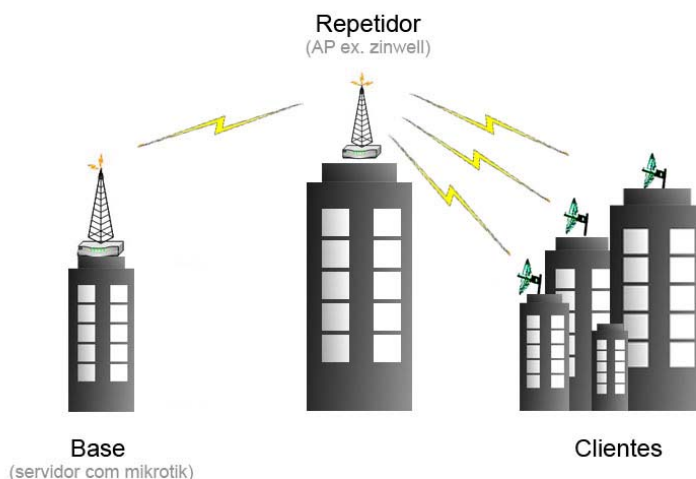 Repetidor
(AP ex. zinwell)
Base
(servidor com mikrotik)
Clientes